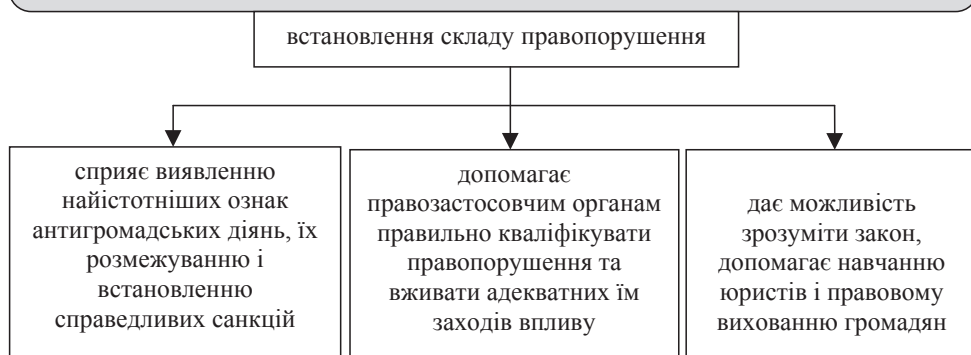 встановлення складу правопорушення
сприяє виявленню
найістотніших ознак
антигромадських діянь, їх
розмежуванню і
встановленню
справедливих санкцій
допомагає
правозастосовчим органам
правильно кваліфікувати
правопорушення та
вживати адекватних їм
заходів впливу
дає можливість
зрозуміти закон,
допомагає навчанню
юристів і правовому
вихованню громадян